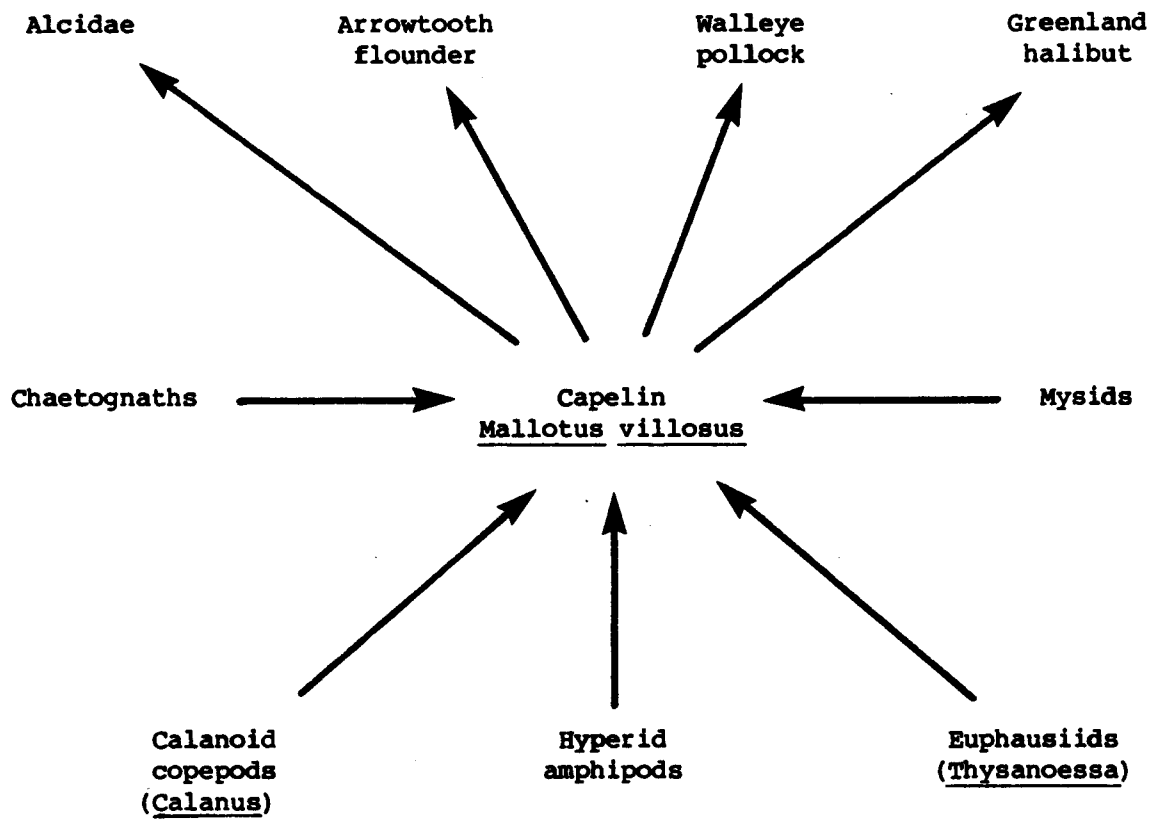 Alcidae
Arrowtooth
flounder
Walleye
pollock
Greenland
halibut
Chaetognaths
Capelin
Mallotus villosus
Mysids
Calanoid
copepods
(Calanus)
Hyperid
amphipods
Euphausiids
(Thysanoessa)